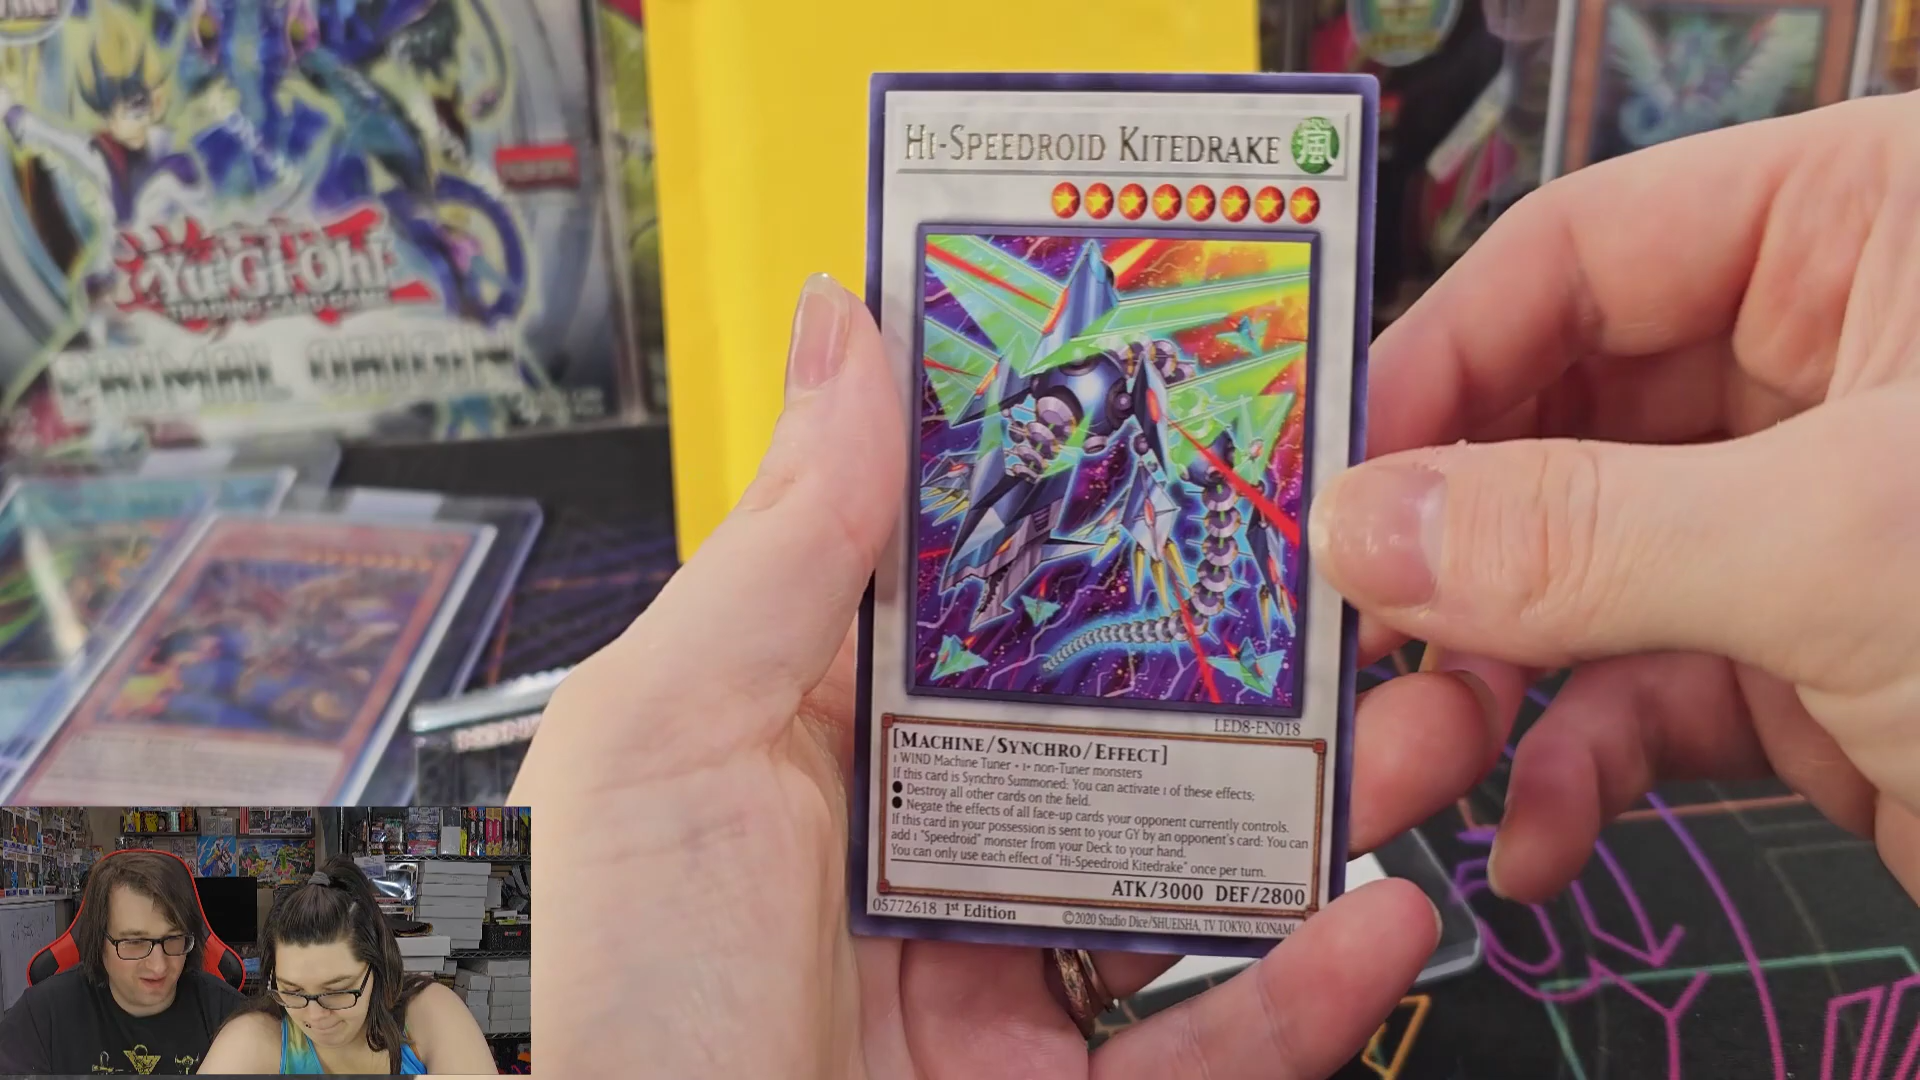 Yu-Gi-Oh!
TRADING CARD GAME
PRIMAL ORIGIN
HI-SPEEDROID KITEDRAKE
風
LED8-EN018
[MACHINE/SYNCHRO/EFFECT]
1 WIND Machine Tuner + 1+ non-Tuner monsters
If this card is Synchro Summoned: You can activate 1 of these effects;
● Destroy all other cards on the field.
● Negate the effects of all face-up cards your opponent currently controls.
If this card in your possession is sent to your GY by an opponent's card: You can
add 1 "Speedroid" monster from your Deck to your hand.
You can only use each effect of "Hi-Speedroid Kitedrake" once per turn.
ATK/3000 DEF/2800
05772618 1st Edition
©2020 Studio Dice/SHUEISHA, TV TOKYO, KONAMI